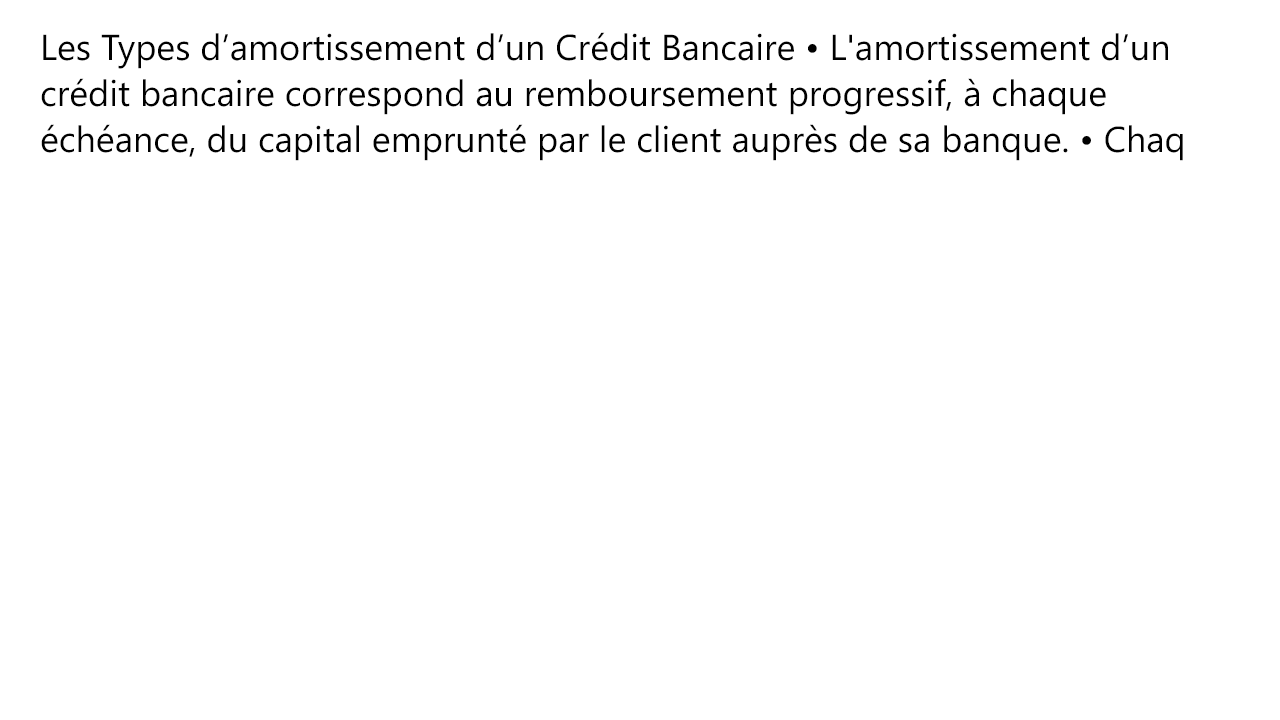 Les Types d’amortissement d’un Crédit Bancaire • L'amortissement d’un
crédit bancaire correspond au remboursement progressif, à chaque
échéance, du capital emprunté par le client auprès de sa banque. • Chaq